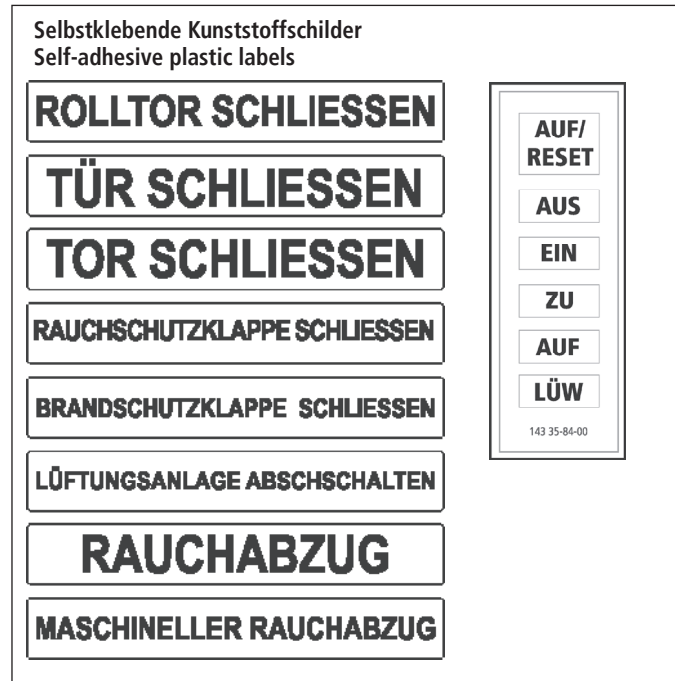 Selbstklebende Kunststoffschilder
Self-adhesive plastic labels
ROLLTOR SCHLIESSEN
TÜR SCHLIESSEN
TOR SCHLIESSEN
RAUCHSCHUTZKLAPPE SCHLIESSEN
BRANDSCHUTZKLAPPE SCHLIESSEN
LÜFTUNGSANLAGE ABSCHSCHALTEN
RAUCHABZUG
MASCHINELLER RAUCHABZUG
AUF/
RESET
AUS
EIN
ZU
AUF
LÜW
143 35-84-00